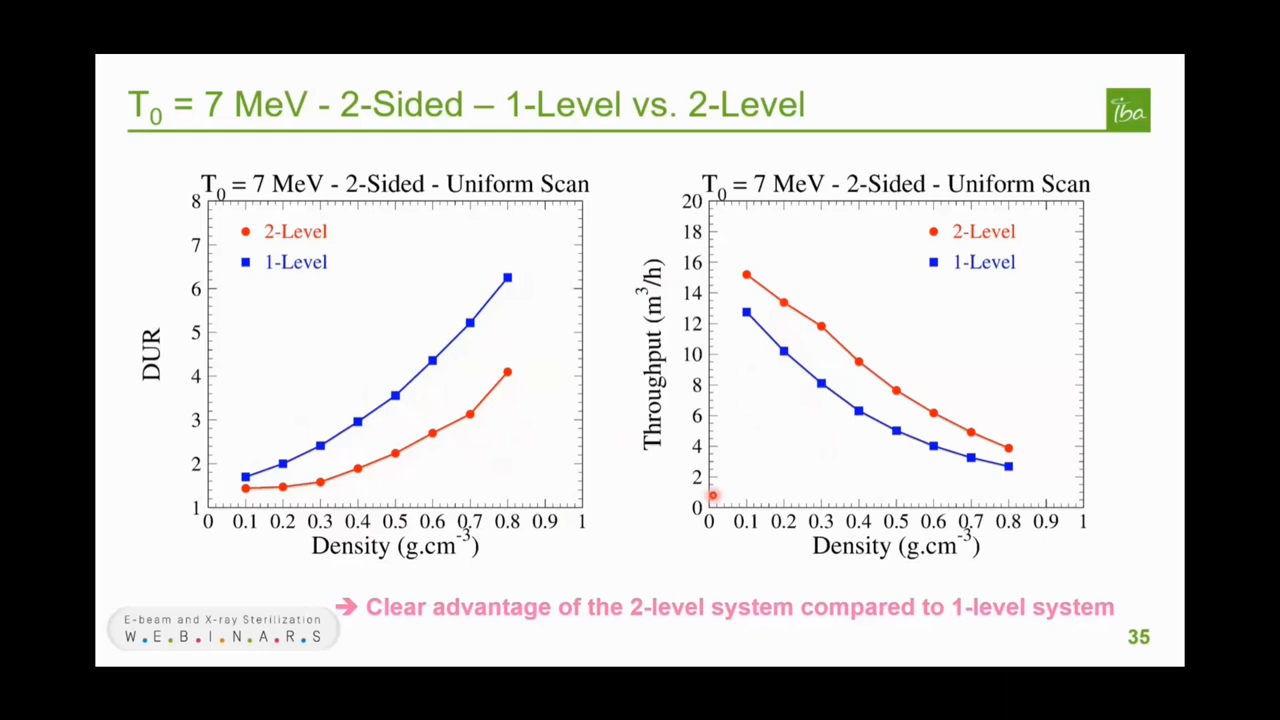 T₀ = 7 MeV - 2-Sided – 1-Level vs. 2-Level
iba
T₀ = 7 MeV - 2-Sided - Uniform Scan
8
7
6
5
4
3
2
1
DUR
2-Level
1-Level
0 0.1 0.2 0.3 0.4 0.5 0.6 0.7 0.8 0.9 1
Density (g.cm⁻³)
T₀ = 7 MeV - 2-Sided - Uniform Scan
20
18
16
14
12
10
8
6
4
2
0
Throughput (m³/h)
2-Level
1-Level
0 0.1 0.2 0.3 0.4 0.5 0.6 0.7 0.8 0.9 1
Density (g.cm⁻³)
➔ Clear advantage of the 2-level system compared to 1-level system
E-beam and X-ray Sterilization
W.E.B.I.N.A.R.S
35